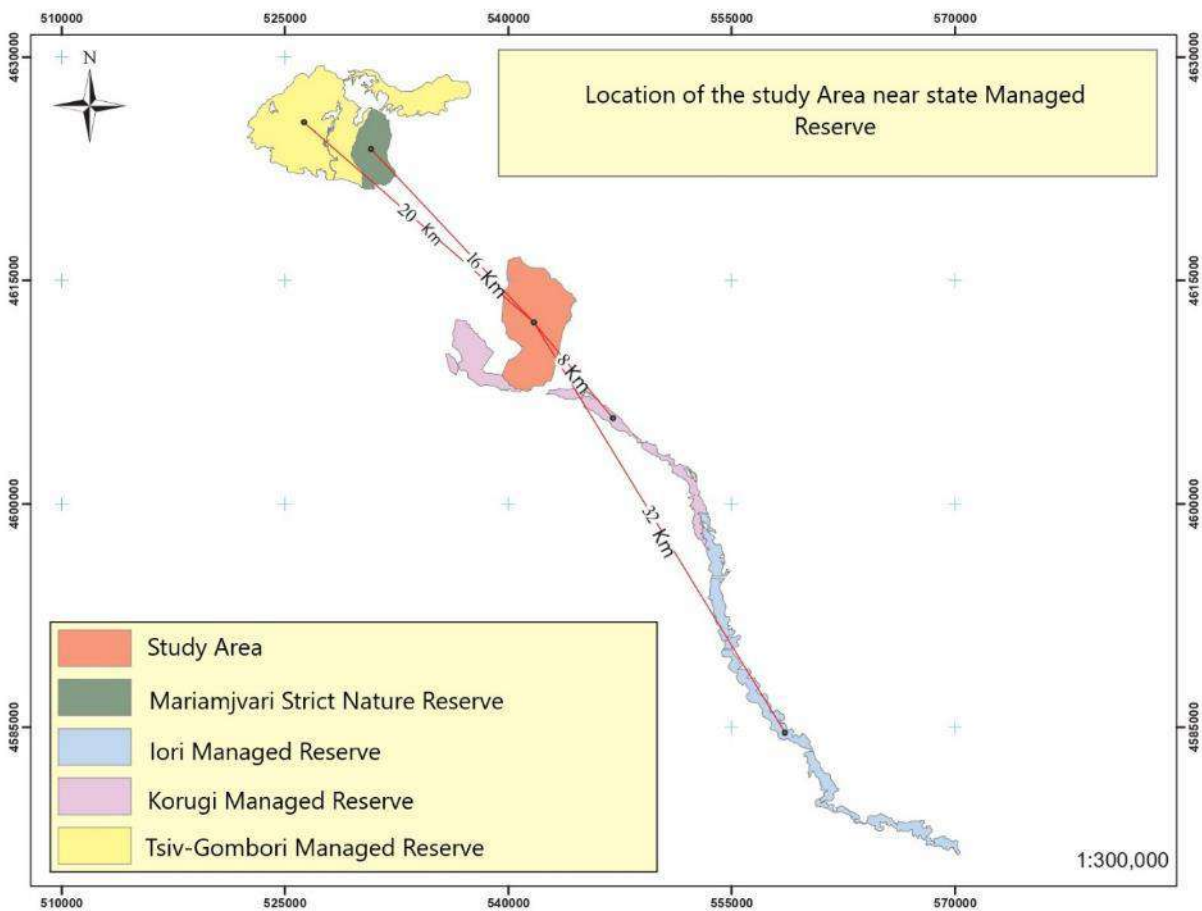 510000 525000 540000 555000 570000
4630000 4630000
N
Location of the study Area near state Managed
Reserve
20 Km
16 Km
4615000 4615000
8 Km
4600000 4600000
32 Km
Study Area
Mariamjvari Strict Nature Reserve
4585000 4585000
Iori Managed Reserve
Korugi Managed Reserve
Tsiv-Gombori Managed Reserve
1:300,000
510000 525000 540000 555000 570000